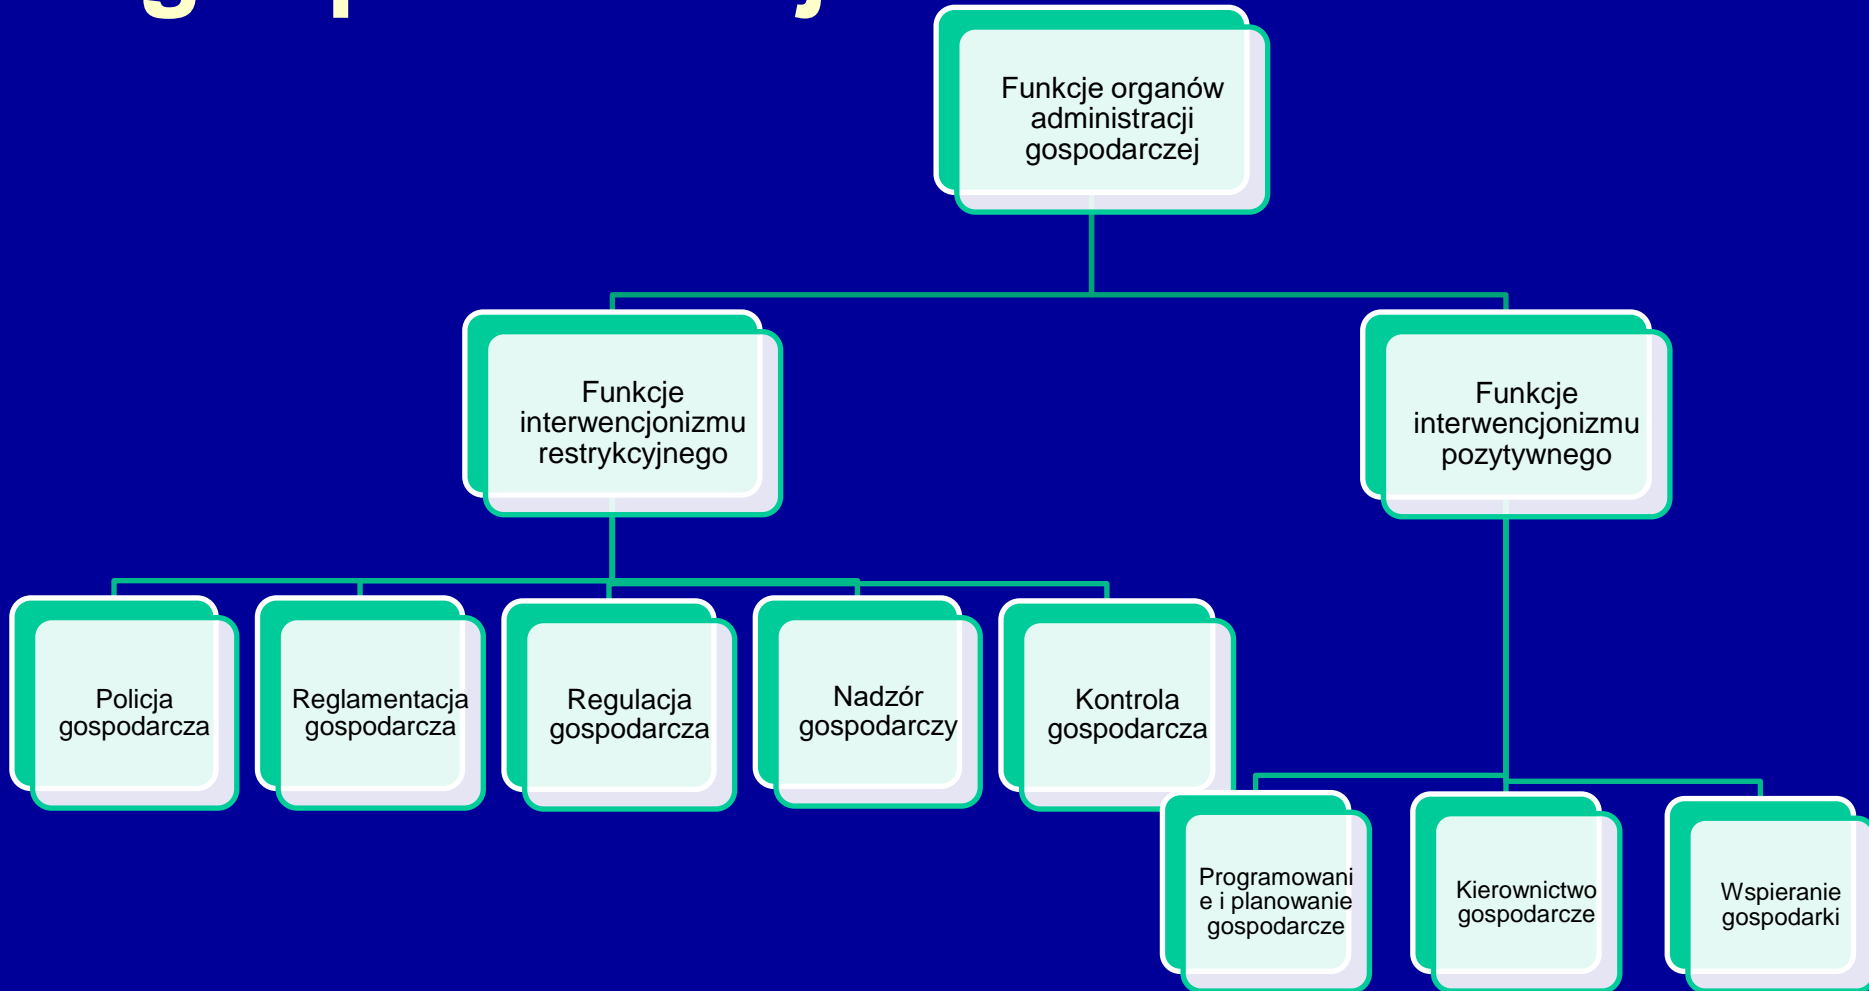 Funkcje organów
administracji
gospodarczej
Funkcje
interwencjonizmu
restrykcyjnego
Funkcje
interwencjonizmu
pozytywnego
Policja
gospodarcza
Reglamentacja
gospodarcza
Regulacja
gospodarcza
Nadzór
gospodarczy
Kontrola
gospodarcza
Programowani
e i planowanie
gospodarcze
Kierownictwo
gospodarcze
Wspieranie
gospodarki